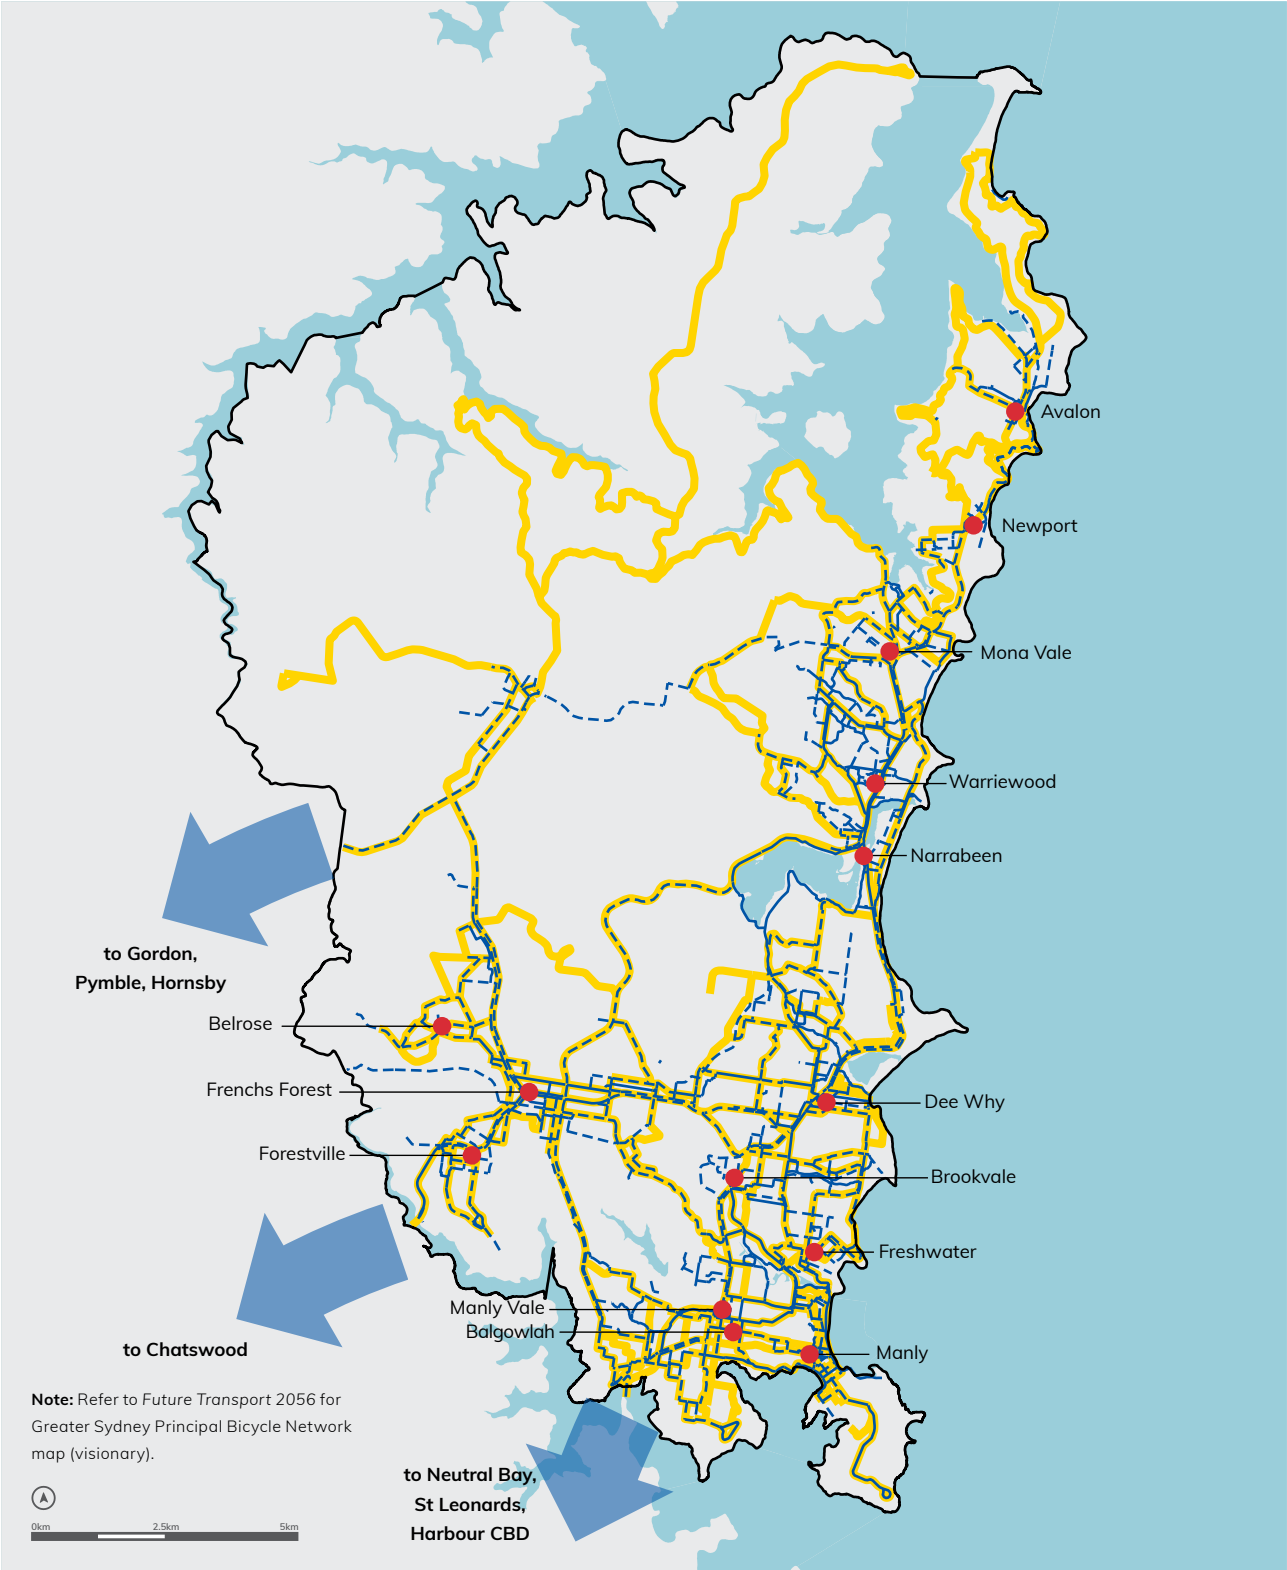 Avalon
Newport
Mona Vale
Warriewood
Narrabeen
to Gordon,
Pymble, Hornsby
Belrose
Frenchs Forest
Dee Why
Forestville
Brookvale
Freshwater
Manly Vale
Balgowlah
to Chatswood
Manly
Note: Refer to Future Transport 2056 for
Greater Sydney Principal Bicycle Network
map (visionary).
to Neutral Bay,
St Leonards,
Harbour CBD
0km 2.5km 5km